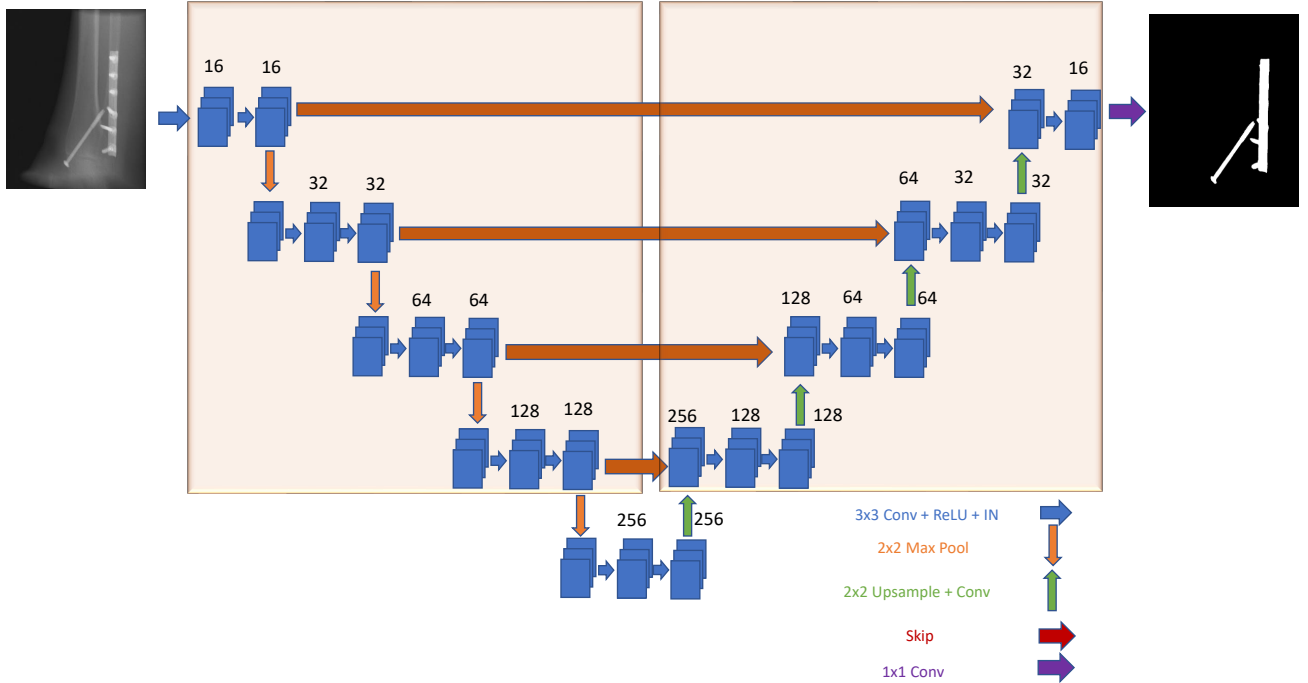 16 16
32 16
32 32
64 32 32
64 64
128 64 64
128 128
256 128 128
256 256
3x3 Conv + ReLU + IN
2x2 Max Pool
2x2 Upsample + Conv
Skip
1x1 Conv